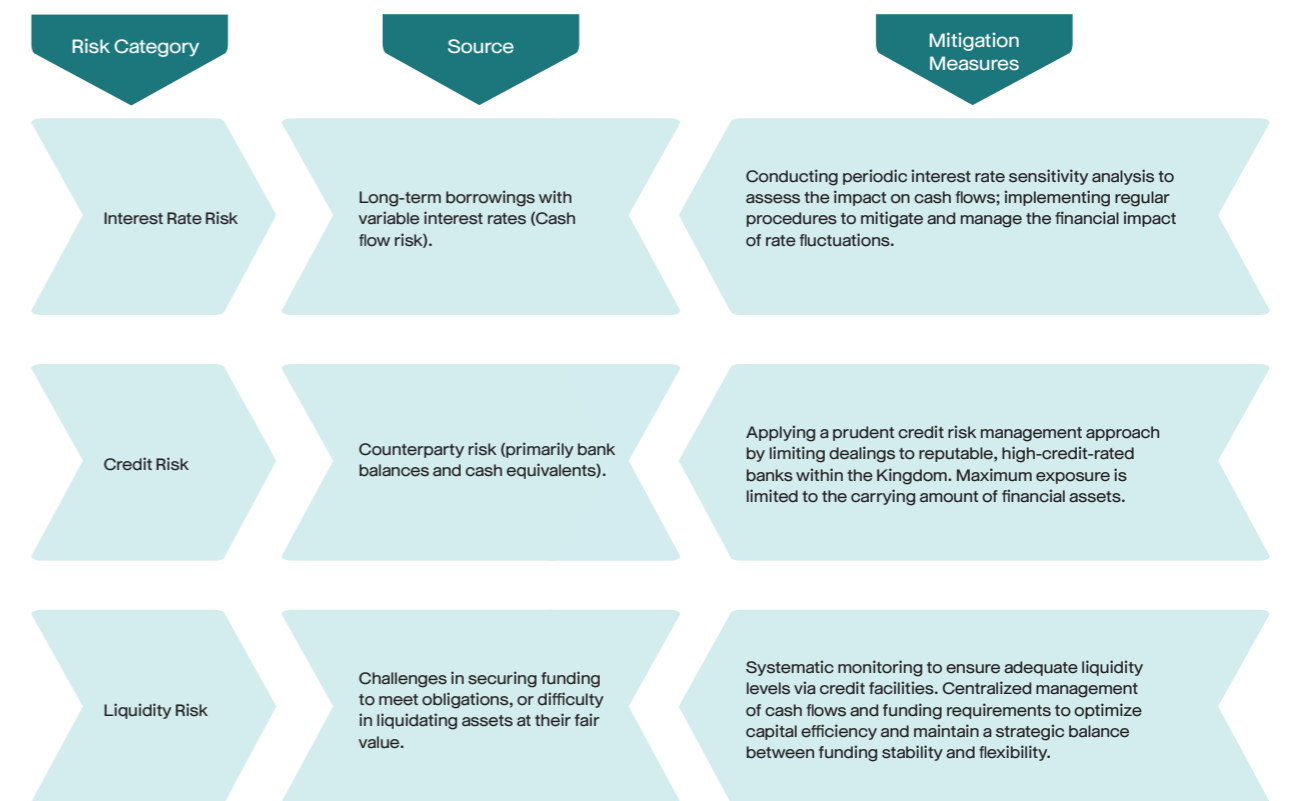 Risk Category
Source
Mitigation
Measures
Interest Rate Risk
Long-term borrowings with
variable interest rates (Cash
flow risk).
Conducting periodic interest rate sensitivity analysis to
assess the impact on cash flows; implementing regular
procedures to mitigate and manage the financial impact
of rate fluctuations.
Credit Risk
Counterparty risk (primarily bank
balances and cash equivalents).
Applying a prudent credit risk management approach
by limiting dealings to reputable, high-credit-rated
banks within the Kingdom. Maximum exposure is
limited to the carrying amount of financial assets.
Liquidity Risk
Challenges in securing funding
to meet obligations, or difficulty
in liquidating assets at their fair
value.
Systematic monitoring to ensure adequate liquidity
levels via credit facilities. Centralized management
of cash flows and funding requirements to optimize
capital efficiency and maintain a strategic balance
between funding stability and flexibility.